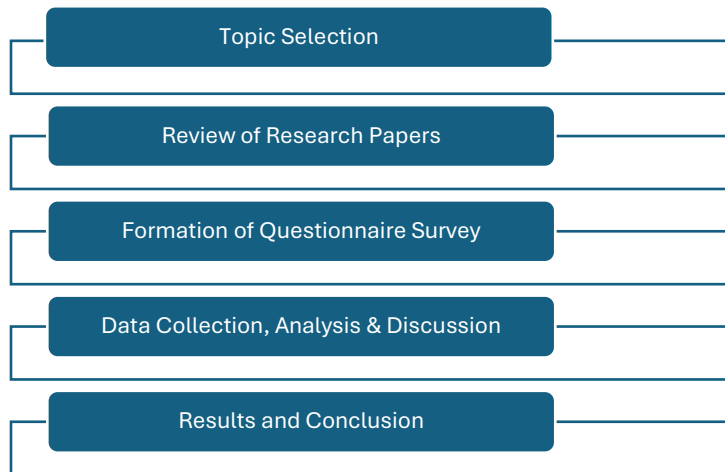 Topic Selection
Review of Research Papers
Formation of Questionnaire Survey
Data Collection, Analysis & Discussion
Results and Conclusion